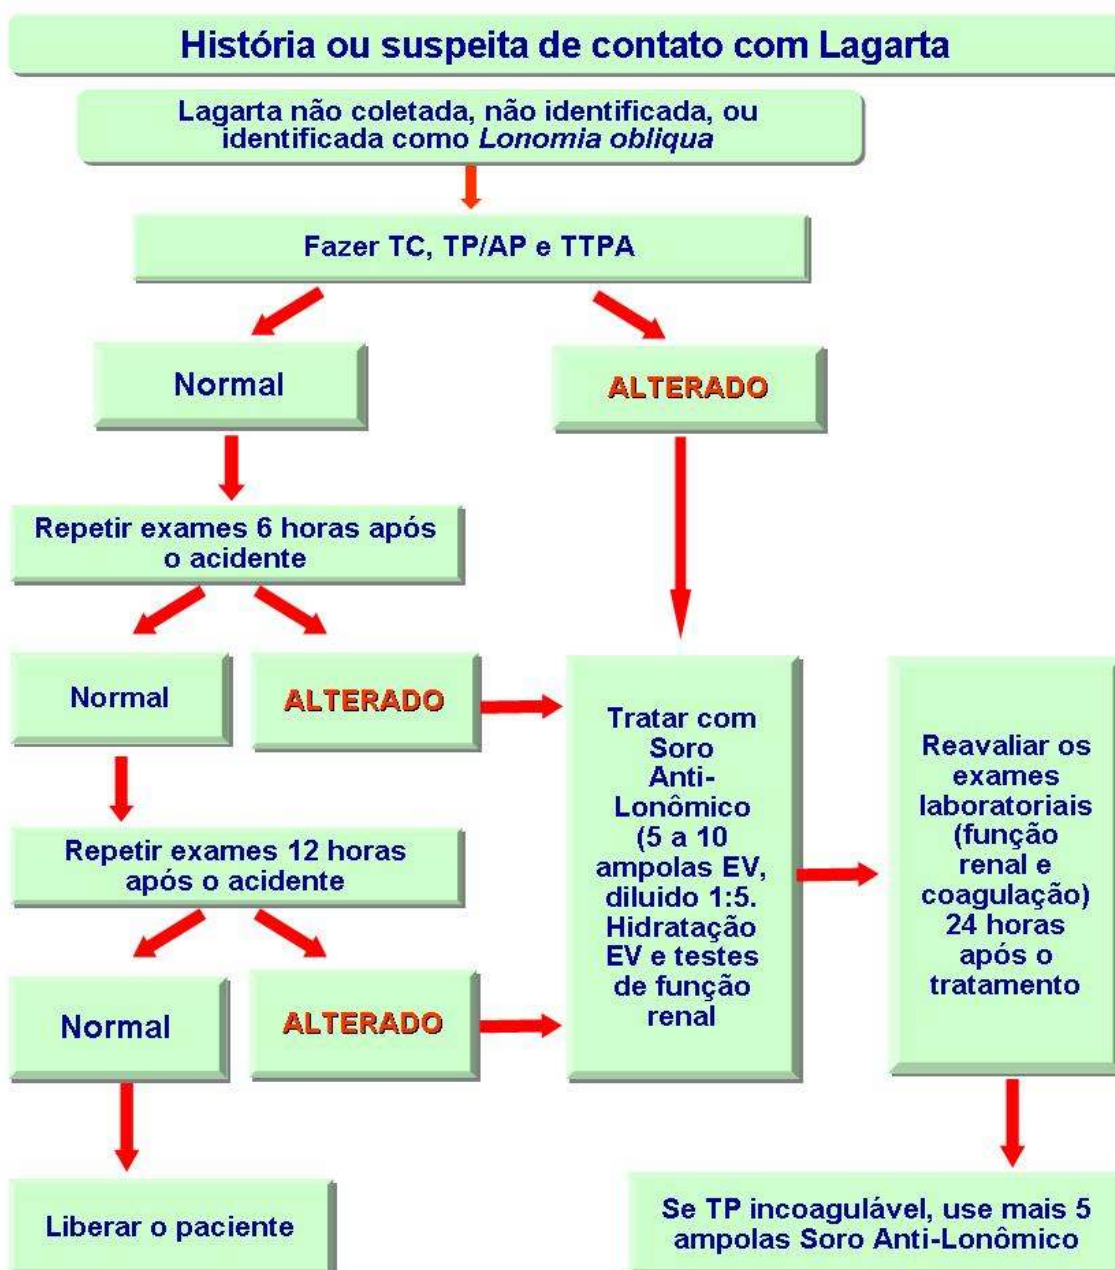 História ou suspeita de contato com Lagarta
Lagarta não coletada, não identificada, ou
identificada como Lonomia obliqua
Fazer TC, TP/AP e TTPA
Normal
ALTERADO
Repetir exames 6 horas após
o acidente
Normal
ALTERADO
Repetir exames 12 horas
após o acidente
Normal
ALTERADO
Tratar com
Soro
Anti-
Lonômico
(5 a 10
ampolas EV,
diluido 1:5.
Hidratação
EV e testes
de função
renal
Reavaliar os
exames
laboratoriais
(função
renal e
coagulação)
24 horas
após o
tratamento
Liberar o paciente
Se TP incoagulável, use mais 5
ampolas Soro Anti-Lonômico